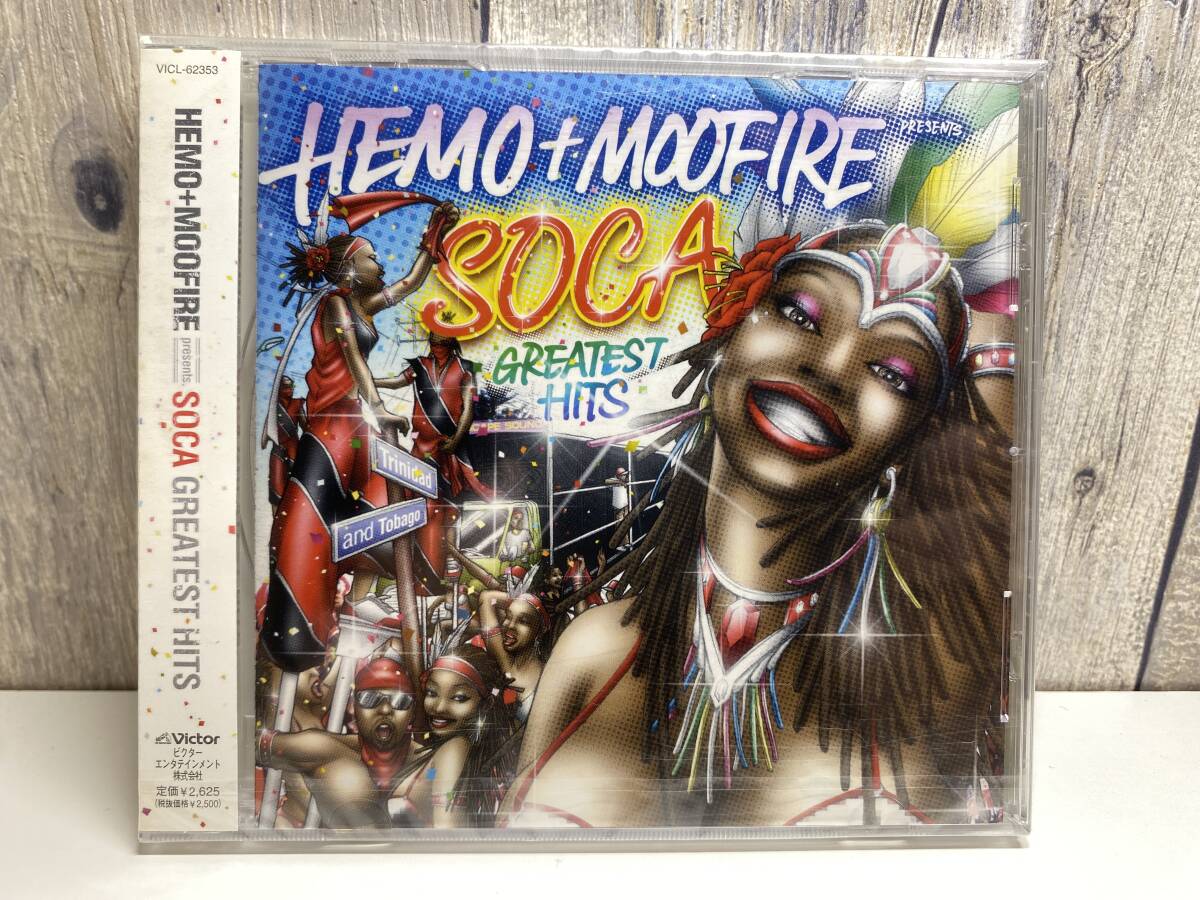 VICL-62353
HEMO+MOOFIRE presents. SOCA GREATEST HITS
Victor
ビクター
エンタテインメント
株式会社
定価￥2,625
(税抜価格￥2,500)
HEMO+MOOFIRE PRESENTS
SOCA
GREATEST
HITS
Trinidad
and Tobago